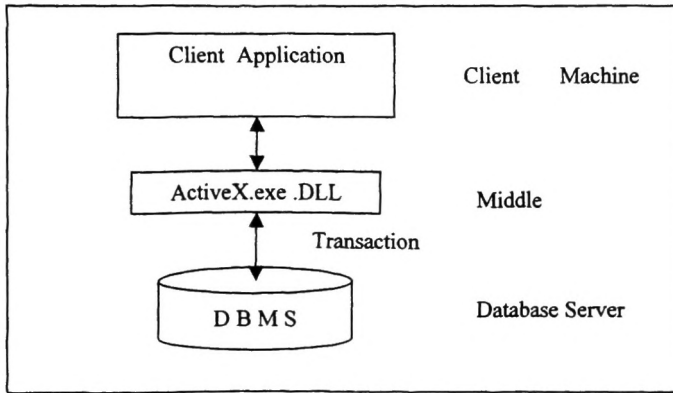 Client Application
Client Machine
ActiveX.exe .DLL
Middle
Transaction
D B M S
Database Server